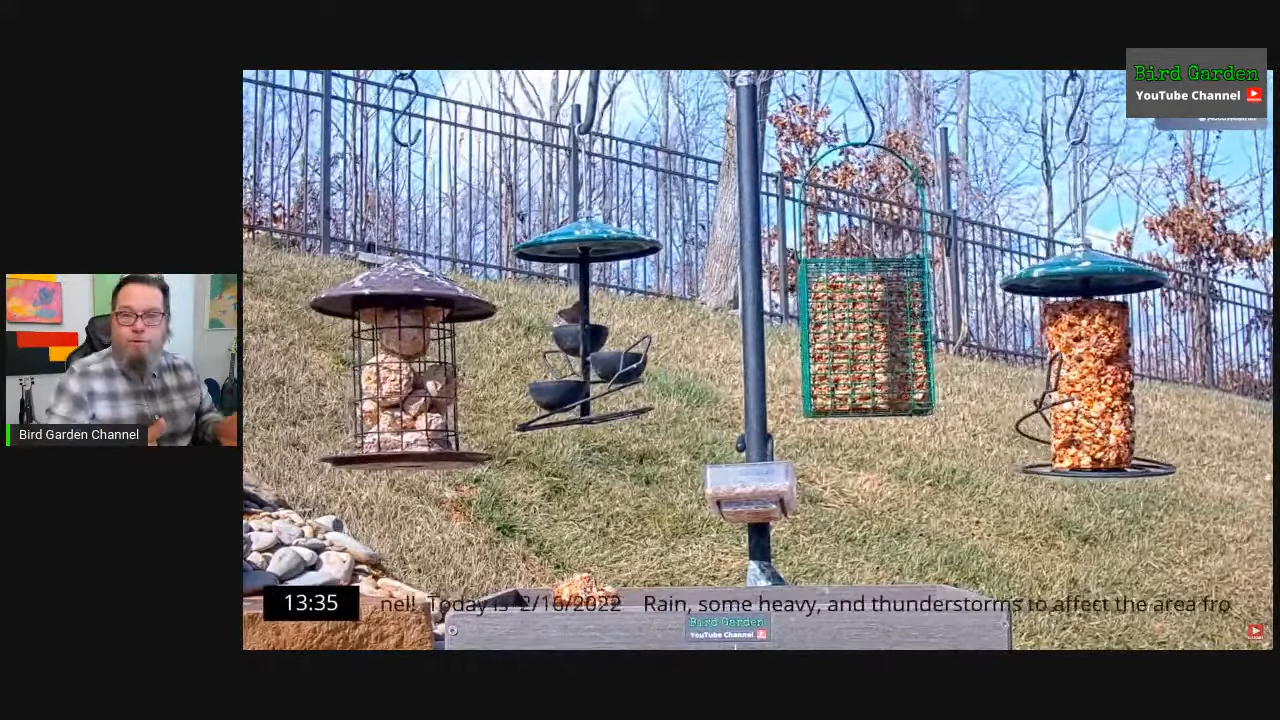 Bird Garden
YouTube Channel
Bird Garden Channel
13:35
nel! Today is 2/16/2022 Rain, some heavy, and thunderstorms to affect the area fro
Bird Garden
YouTube Channel